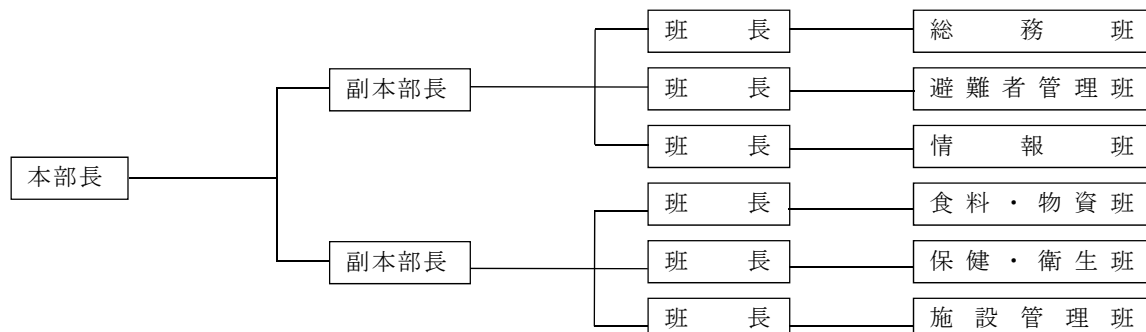 班長 総務班
副本部長 班長 避難者管理班
班長 情報班
本部長
班長 食料・物資班
副本部長 班長 保健・衛生班
班長 施設管理班